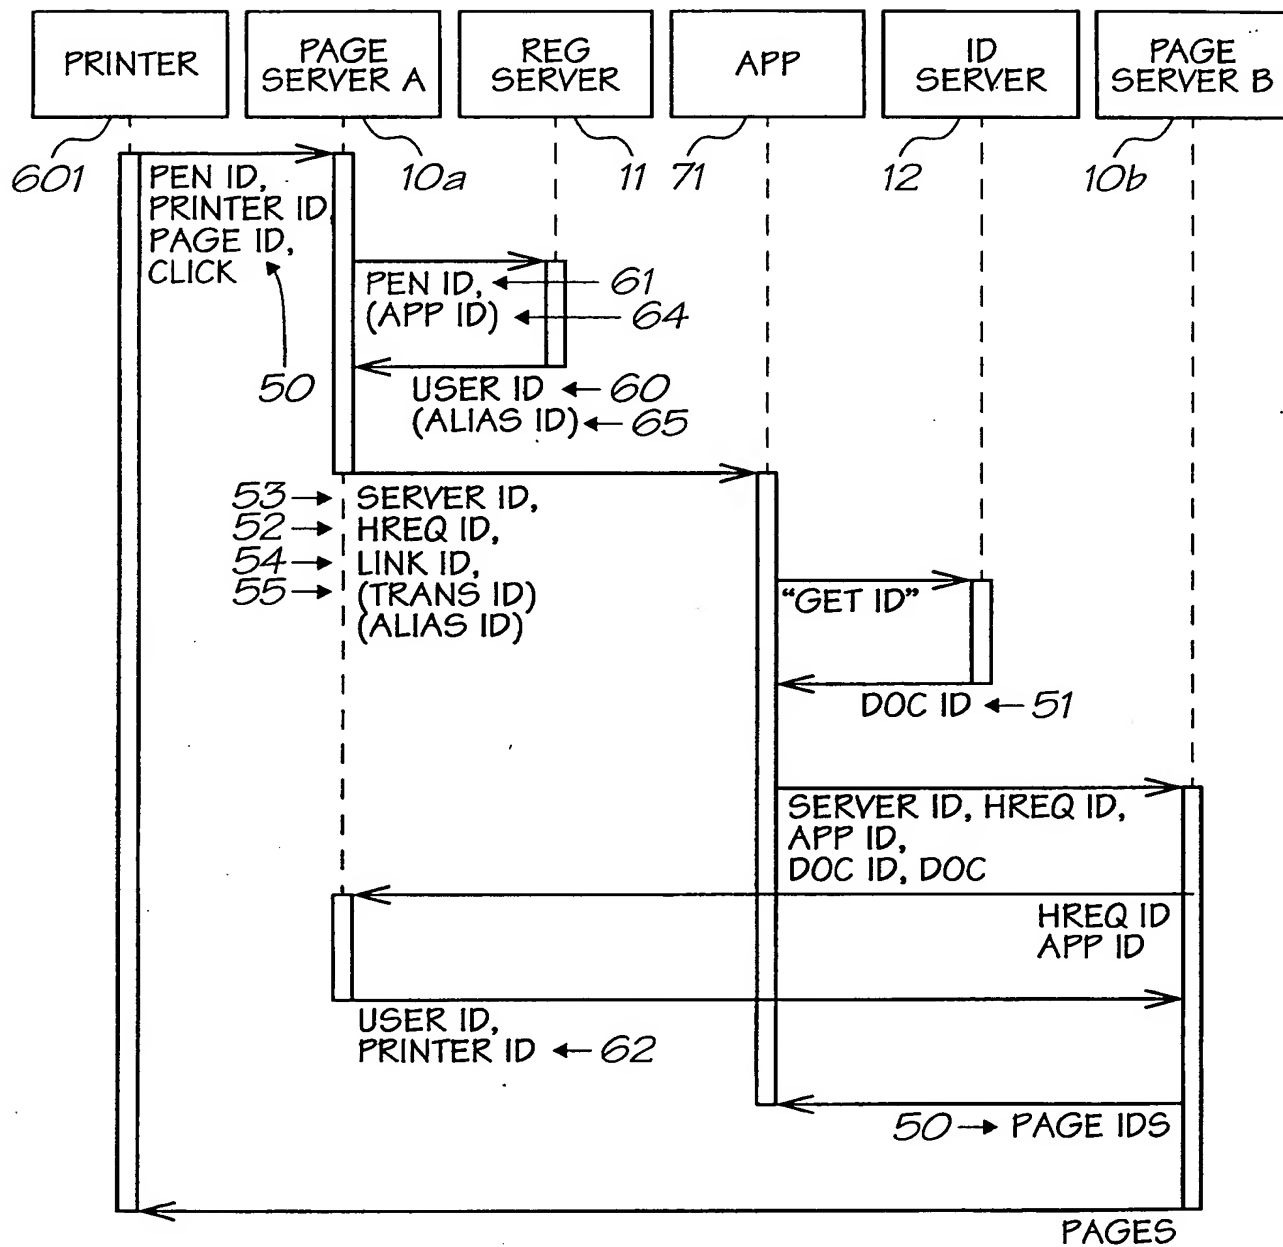 PRINTER
PAGE
SERVER A
REG
SERVER
APP
ID
SERVER
PAGE
SERVER B
601
10a
11
71
12
10b
PEN ID,
PRINTER ID,
PAGE ID,
CLICK
50
PEN ID,
61
(APP ID)
64
USER ID
60
(ALIAS ID)
65
53
SERVER ID,
52
HREQ ID,
54
LINK ID,
55
(TRANS ID)
(ALIAS ID)
"GET ID"
DOC ID
51
SERVER ID, HREQ ID,
APP ID,
DOC ID, DOC
HREQ ID
APP ID
USER ID,
PRINTER ID
62
50
PAGE IDS
PAGES